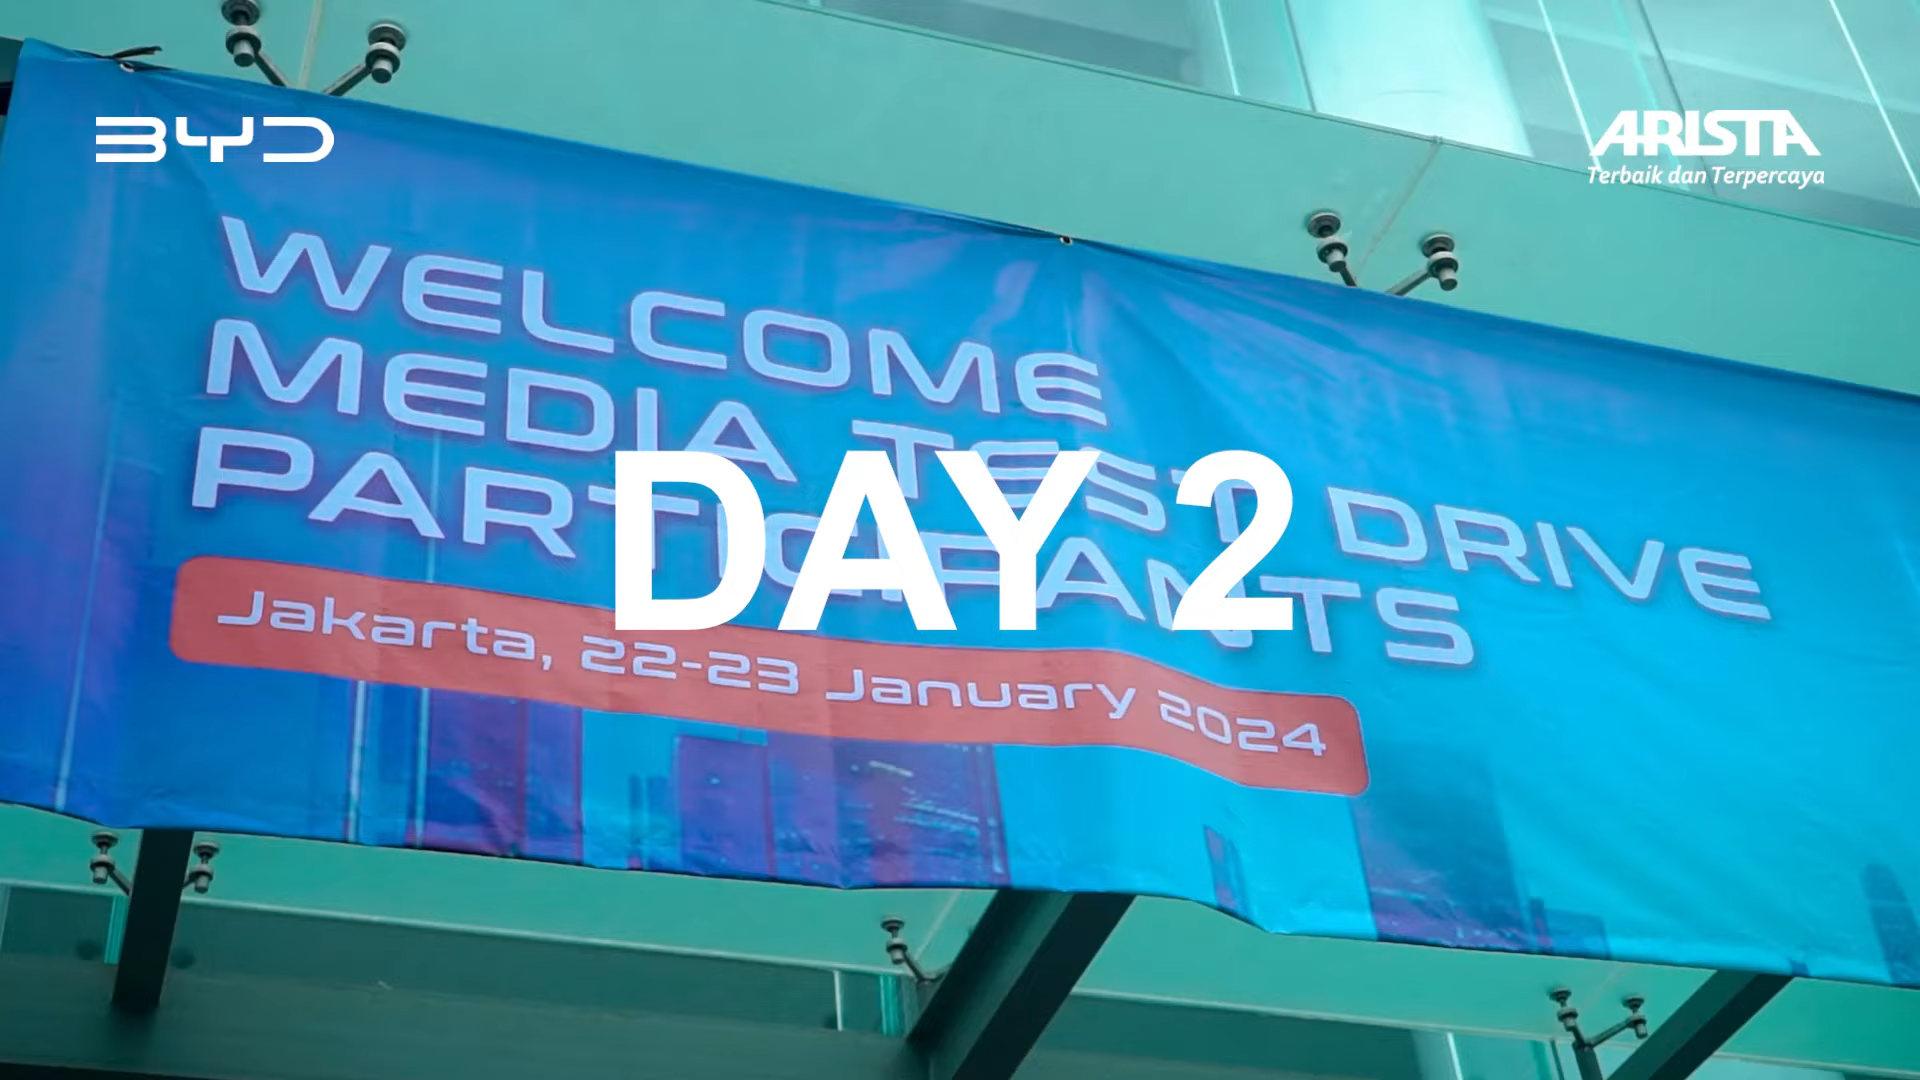 BYD
ARISTA
Terbaik dan Terpercaya
WELCOME
MEDIA TEST DRIVE
PARTICIPANTS
DAY 2
Jakarta, 22-23 January 2024